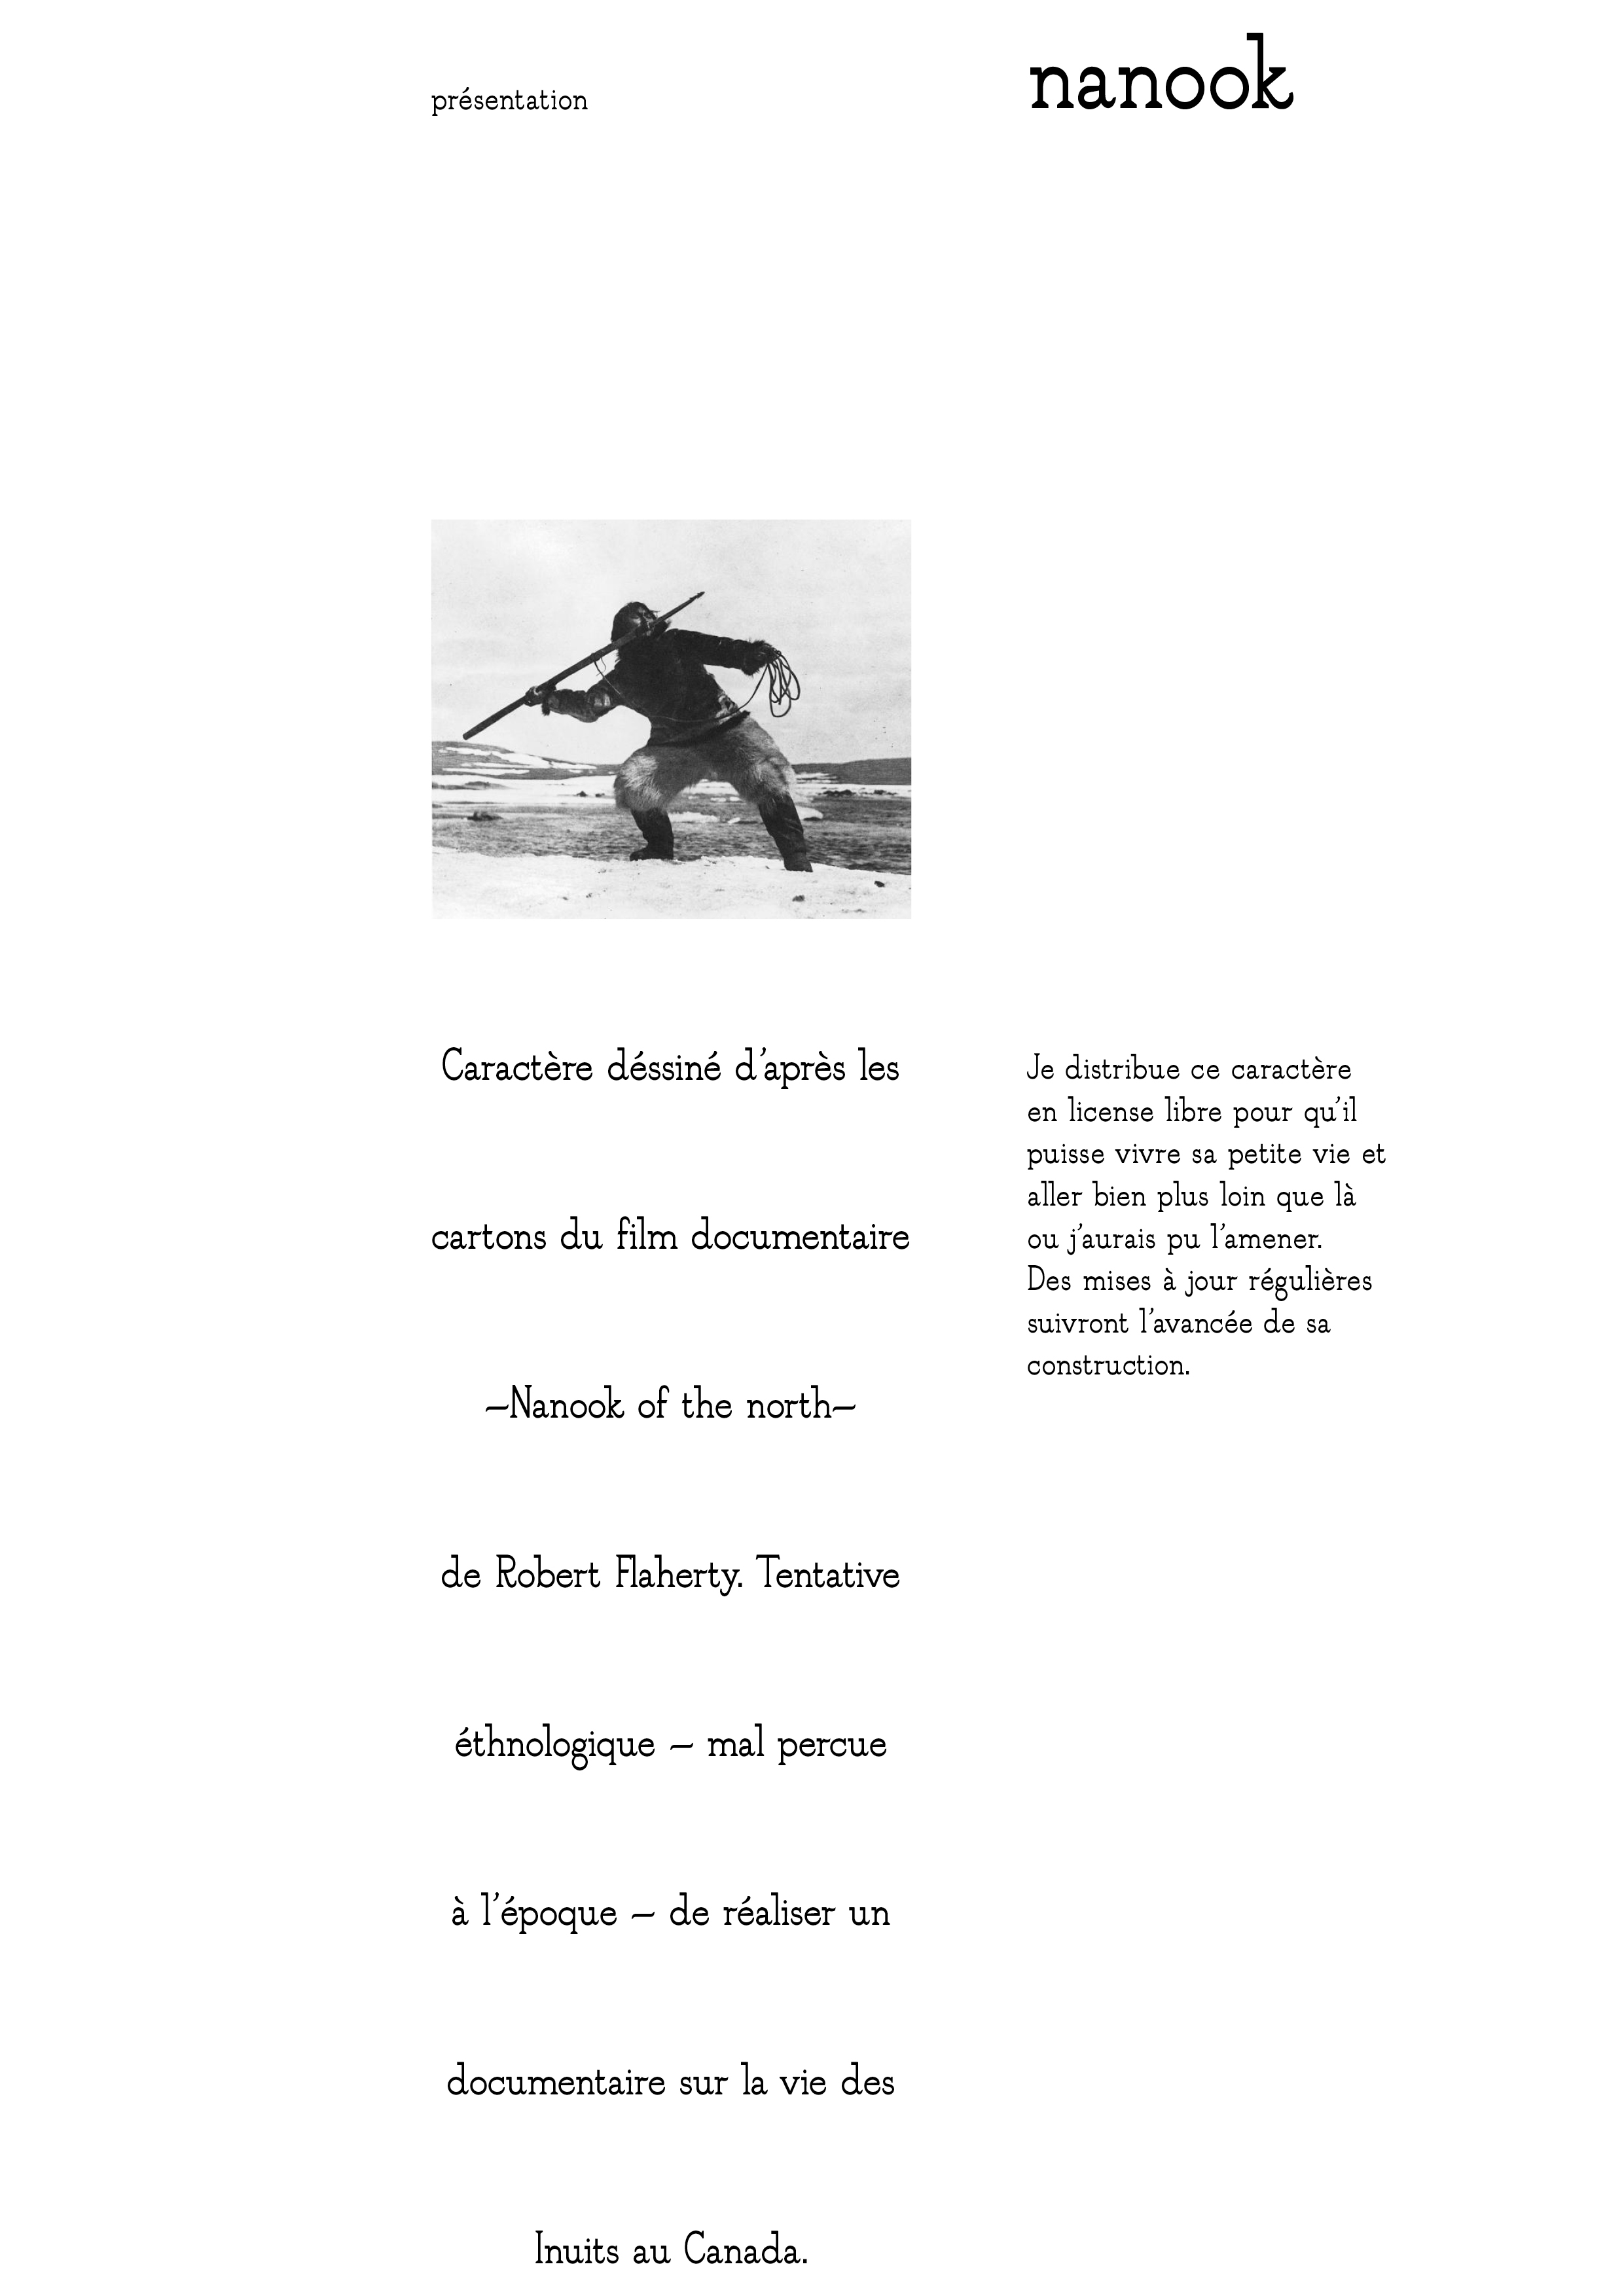 présentation
nanook
Caractère déssiné d’après les
cartons du film documentaire
—Nanook of the north—
de Robert Flaherty. Tentative
éthnologique — mal percue
à l’époque — de réaliser un
documentaire sur la vie des
Inuits au Canada.
Je distribue ce caractère
en license libre pour qu’il
puisse vivre sa petite vie et
aller bien plus loin que là
ou j’aurais pu l’amener.
Des mises à jour régulières
suivront l’avancée de sa
construction.